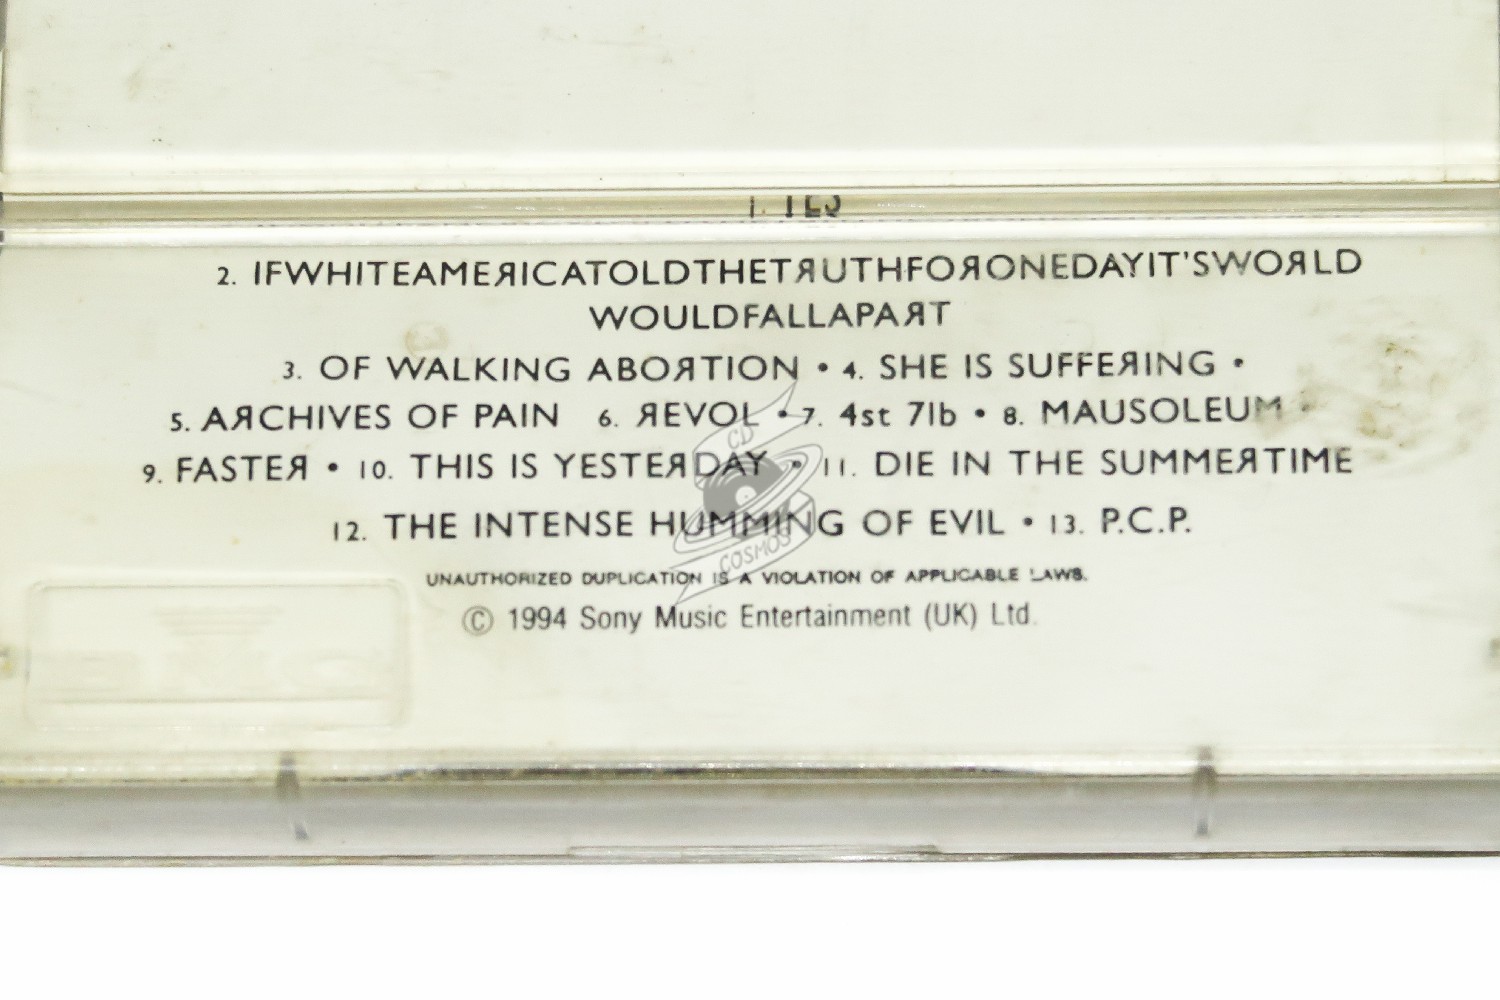 1. YES
2. IFWHITEAMEЯICATOLDTHETЯUTHFOЯONEDAYIT'SWOЯLD
WOULDFALLAPAЯT
3. OF WALKING ABOЯTION • 4. SHE IS SUFFEЯING •
5. AЯCHIVES OF PAIN 6. ЯEVOL • 7. 4st 7lb • 8. MAUSOLEUM •
9. FASTEЯ • 10. THIS IS YESTEЯDAY • 11. DIE IN THE SUMMEЯTIME
12. THE INTENSE HUMMING OF EVIL • 13. P.C.P.
UNAUTHORIZED DUPLICATION IS A VIOLATION OF APPLICABLE LAWS.
© 1994 Sony Music Entertainment (UK) Ltd.
CD
COSMOS